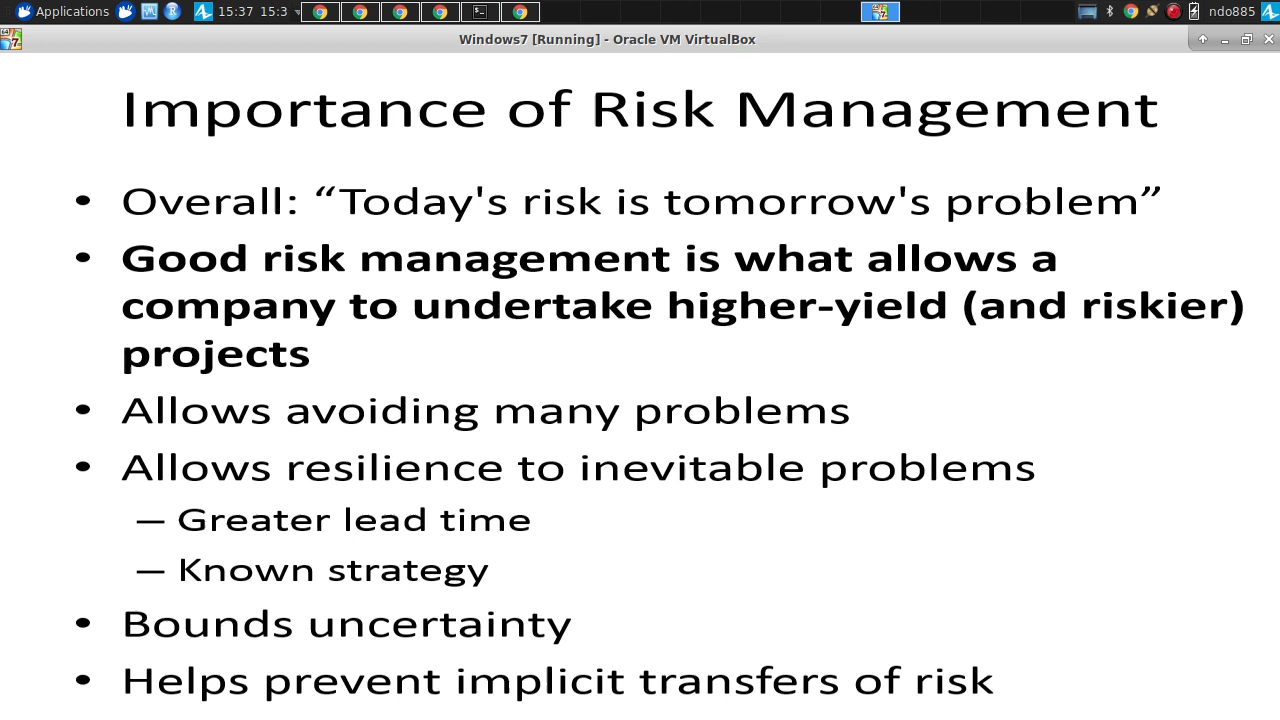 Applications 15:37 15:3 ndo885
Windows7 [Running] - Oracle VM VirtualBox
Importance of Risk Management
• Overall: “Today's risk is tomorrow's problem”
• Good risk management is what allows a
company to undertake higher-yield (and riskier)
projects
• Allows avoiding many problems
• Allows resilience to inevitable problems
– Greater lead time
– Known strategy
• Bounds uncertainty
• Helps prevent implicit transfers of risk